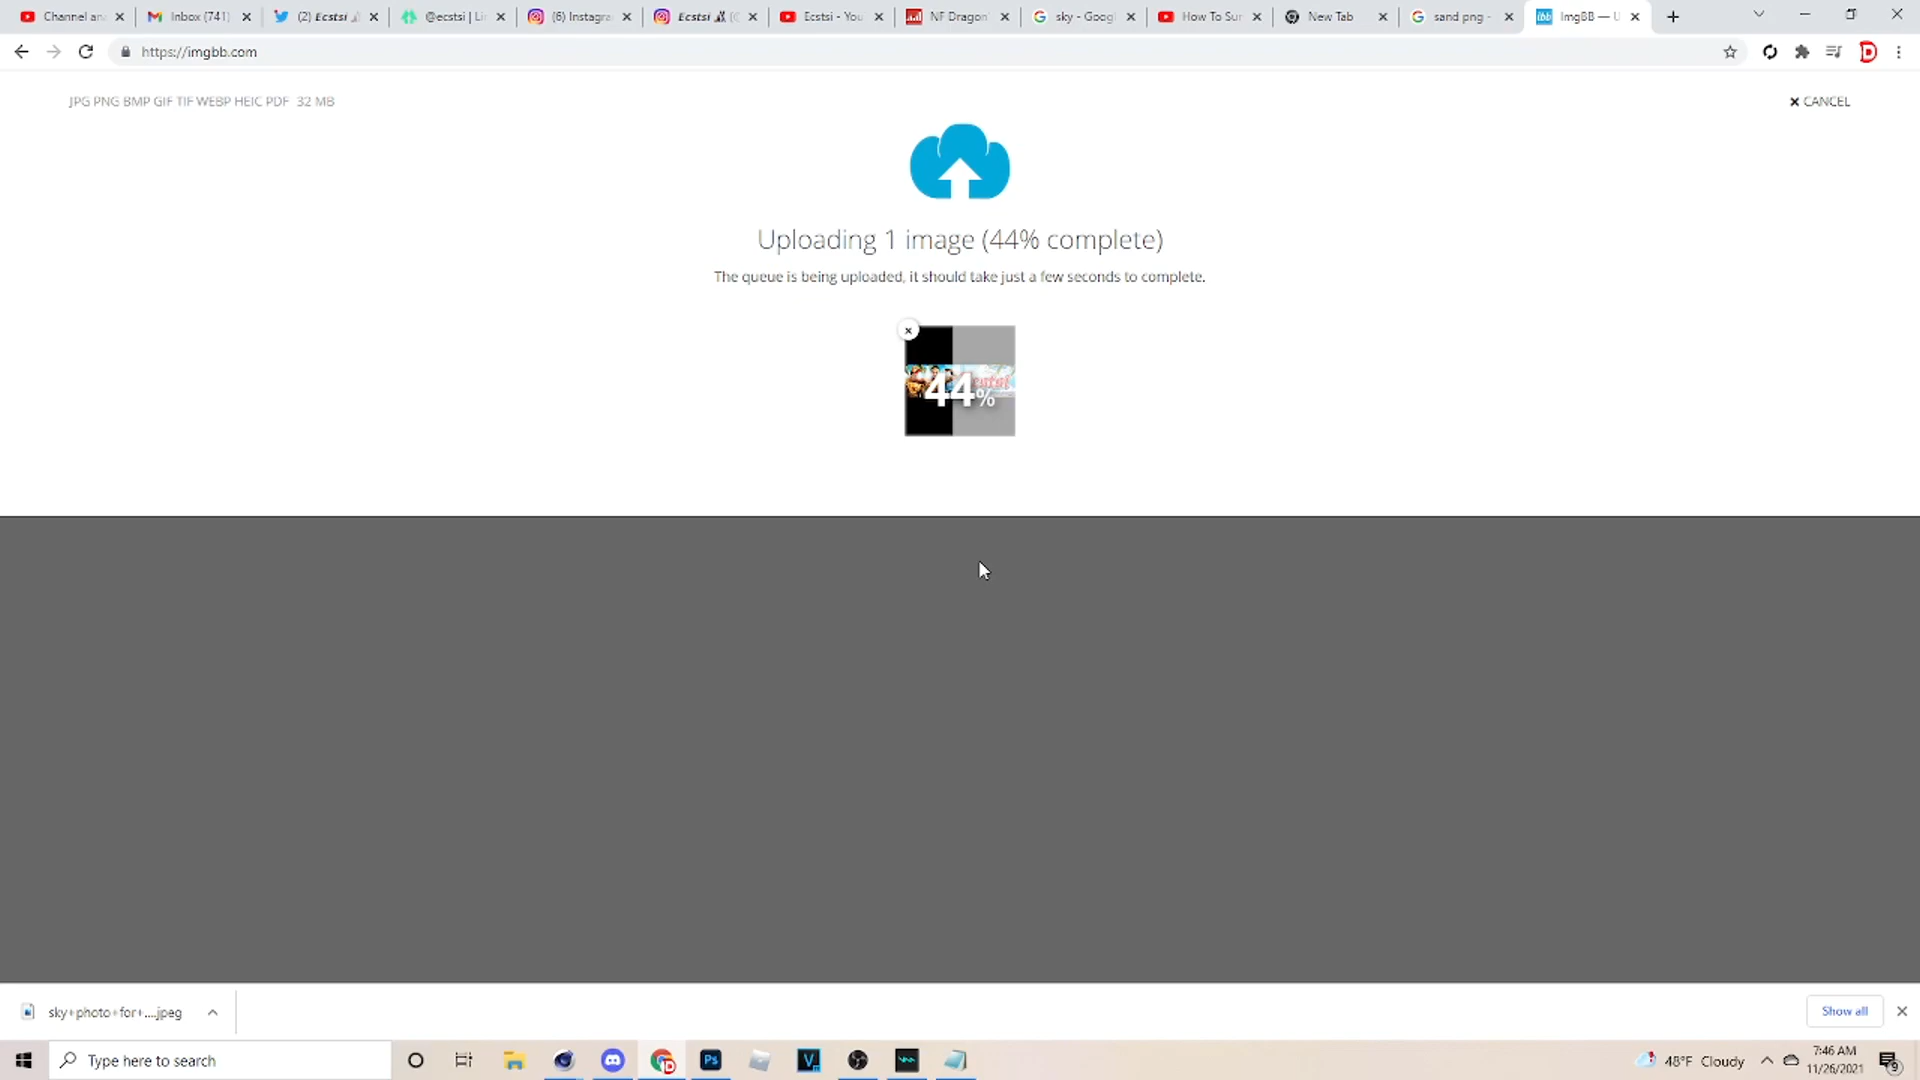 Channel an
Inbox (741)
(2) Ecstsi
@ecstsi | Li
(6) Instagra
Ecstsi
Ecstsi - You
NF Dragon
sky - Googl
How To Sur
New Tab
sand png -
ImgBB — U
https://imgbb.com
JPG PNG BMP GIF TIF WEBP HEIC PDF 32 MB
× CANCEL
Uploading 1 image (44% complete)
The queue is being uploaded, it should take just a few seconds to complete.
44%
sky+photo+for+....jpeg
Show all
Type here to search
Ps
V
48°F Cloudy
7:46 AM
11/26/2021
9